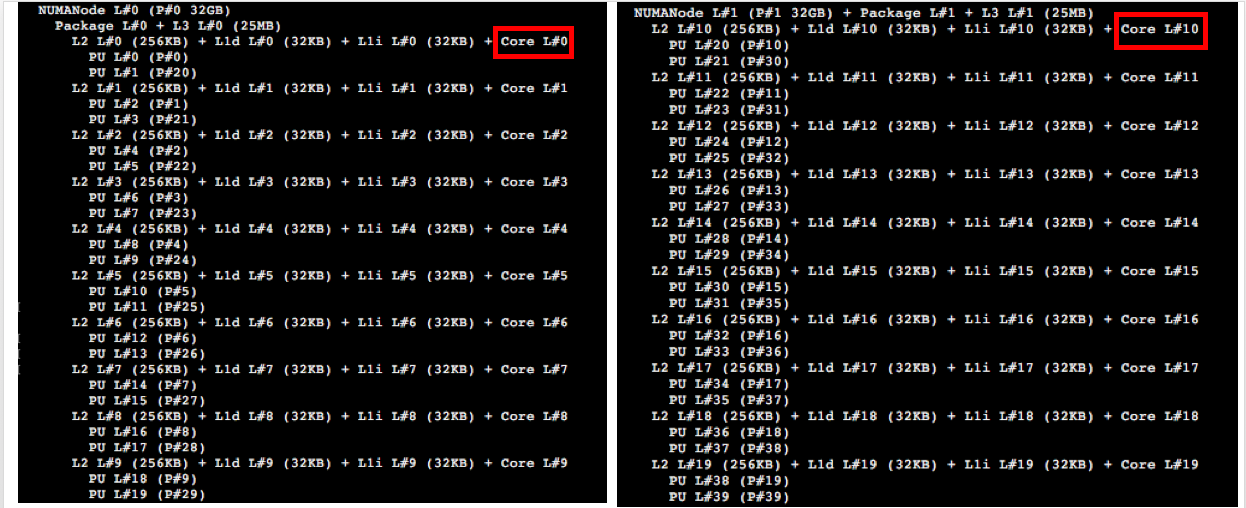 NUMANode L#0 (P#0 32GB)
Package L#0 + L3 L#0 (25MB)
L2 L#0 (256KB) + L1d L#0 (32KB) + L1i L#0 (32KB) + Core L#0
PU L#0 (P#0)
PU L#1 (P#20)
L2 L#1 (256KB) + L1d L#1 (32KB) + L1i L#1 (32KB) + Core L#1
PU L#2 (P#1)
PU L#3 (P#21)
L2 L#2 (256KB) + L1d L#2 (32KB) + L1i L#2 (32KB) + Core L#2
PU L#4 (P#2)
PU L#5 (P#22)
L2 L#3 (256KB) + L1d L#3 (32KB) + L1i L#3 (32KB) + Core L#3
PU L#6 (P#3)
PU L#7 (P#23)
L2 L#4 (256KB) + L1d L#4 (32KB) + L1i L#4 (32KB) + Core L#4
PU L#8 (P#4)
PU L#9 (P#24)
L2 L#5 (256KB) + L1d L#5 (32KB) + L1i L#5 (32KB) + Core L#5
PU L#10 (P#5)
PU L#11 (P#25)
L2 L#6 (256KB) + L1d L#6 (32KB) + L1i L#6 (32KB) + Core L#6
PU L#12 (P#6)
PU L#13 (P#26)
L2 L#7 (256KB) + L1d L#7 (32KB) + L1i L#7 (32KB) + Core L#7
PU L#14 (P#7)
PU L#15 (P#27)
L2 L#8 (256KB) + L1d L#8 (32KB) + L1i L#8 (32KB) + Core L#8
PU L#16 (P#8)
PU L#17 (P#28)
L2 L#9 (256KB) + L1d L#9 (32KB) + L1i L#9 (32KB) + Core L#9
PU L#18 (P#9)
PU L#19 (P#29)
NUMANode L#1 (P#1 32GB) + Package L#1 + L3 L#1 (25MB)
L2 L#10 (256KB) + L1d L#10 (32KB) + L1i L#10 (32KB) + Core L#10
PU L#20 (P#10)
PU L#21 (P#30)
L2 L#11 (256KB) + L1d L#11 (32KB) + L1i L#11 (32KB) + Core L#11
PU L#22 (P#11)
PU L#23 (P#31)
L2 L#12 (256KB) + L1d L#12 (32KB) + L1i L#12 (32KB) + Core L#12
PU L#24 (P#12)
PU L#25 (P#32)
L2 L#13 (256KB) + L1d L#13 (32KB) + L1i L#13 (32KB) + Core L#13
PU L#26 (P#13)
PU L#27 (P#33)
L2 L#14 (256KB) + L1d L#14 (32KB) + L1i L#14 (32KB) + Core L#14
PU L#28 (P#14)
PU L#29 (P#34)
L2 L#15 (256KB) + L1d L#15 (32KB) + L1i L#15 (32KB) + Core L#15
PU L#30 (P#15)
PU L#31 (P#35)
L2 L#16 (256KB) + L1d L#16 (32KB) + L1i L#16 (32KB) + Core L#16
PU L#32 (P#16)
PU L#33 (P#36)
L2 L#17 (256KB) + L1d L#17 (32KB) + L1i L#17 (32KB) + Core L#17
PU L#34 (P#17)
PU L#35 (P#37)
L2 L#18 (256KB) + L1d L#18 (32KB) + L1i L#18 (32KB) + Core L#18
PU L#36 (P#18)
PU L#37 (P#38)
L2 L#19 (256KB) + L1d L#19 (32KB) + L1i L#19 (32KB) + Core L#19
PU L#38 (P#19)
PU L#39 (P#39)